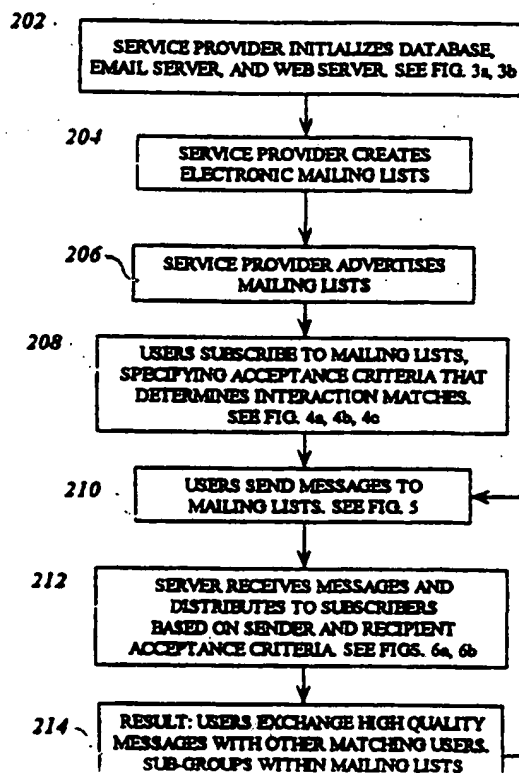 202
SERVICE PROVIDER INITIALIZES DATABASE,
EMAIL SERVER, AND WEB SERVER. SEE FIG. 3a, 3b
204
SERVICE PROVIDER CREATES
ELECTRONIC MAILING LISTS
206
SERVICE PROVIDER ADVERTISES
MAILING LISTS
208
USERS SUBSCRIBE TO MAILING LISTS,
SPECIFYING ACCEPTANCE CRITERIA THAT
DETERMINES INTERACTION MATCHES.
SEE FIG. 4a, 4b, 4c
210
USERS SEND MESSAGES TO
MAILING LISTS. SEE FIG. 5
212
SERVER RECEIVES MESSAGES AND
DISTRIBUTES TO SUBSCRIBERS
BASED ON SENDER AND RECIPIENT
ACCEPTANCE CRITERIA. SEE FIGS. 6a, 6b
214
RESULT: USERS EXCHANGE HIGH QUALITY
MESSAGES WITH OTHER MATCHING USERS.
SUB-GROUPS WITHIN MAILING LISTS